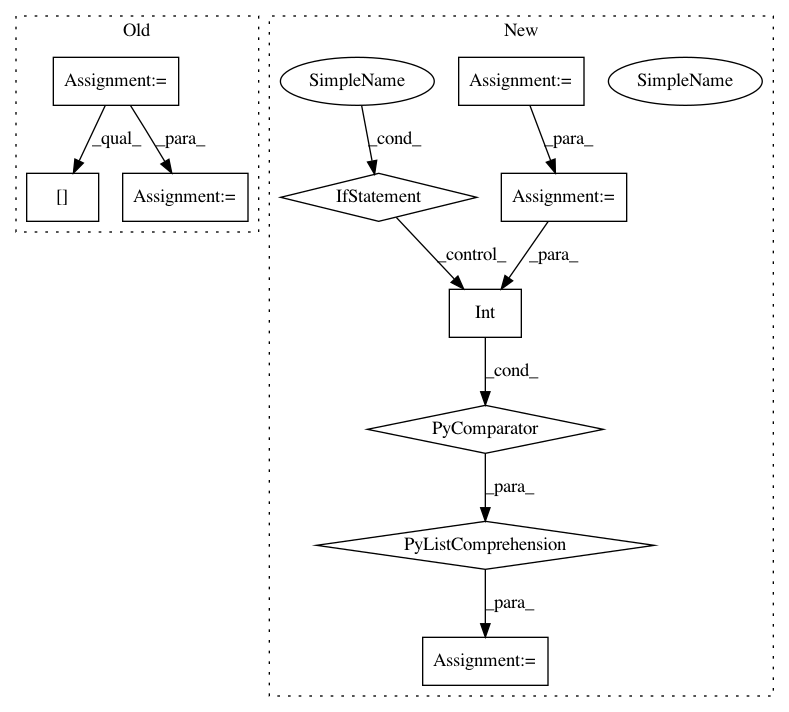 Old
New
Assignment:=
SimpleName
Assignment:=
SimpleName
_qual_
_para_
_cond_
_para_
[]
Assignment:=
IfStatement
Assignment:=
_control_
_para_
Int
_cond_
PyComparator
_para_
PyListComprehension
_para_
Assignment:=